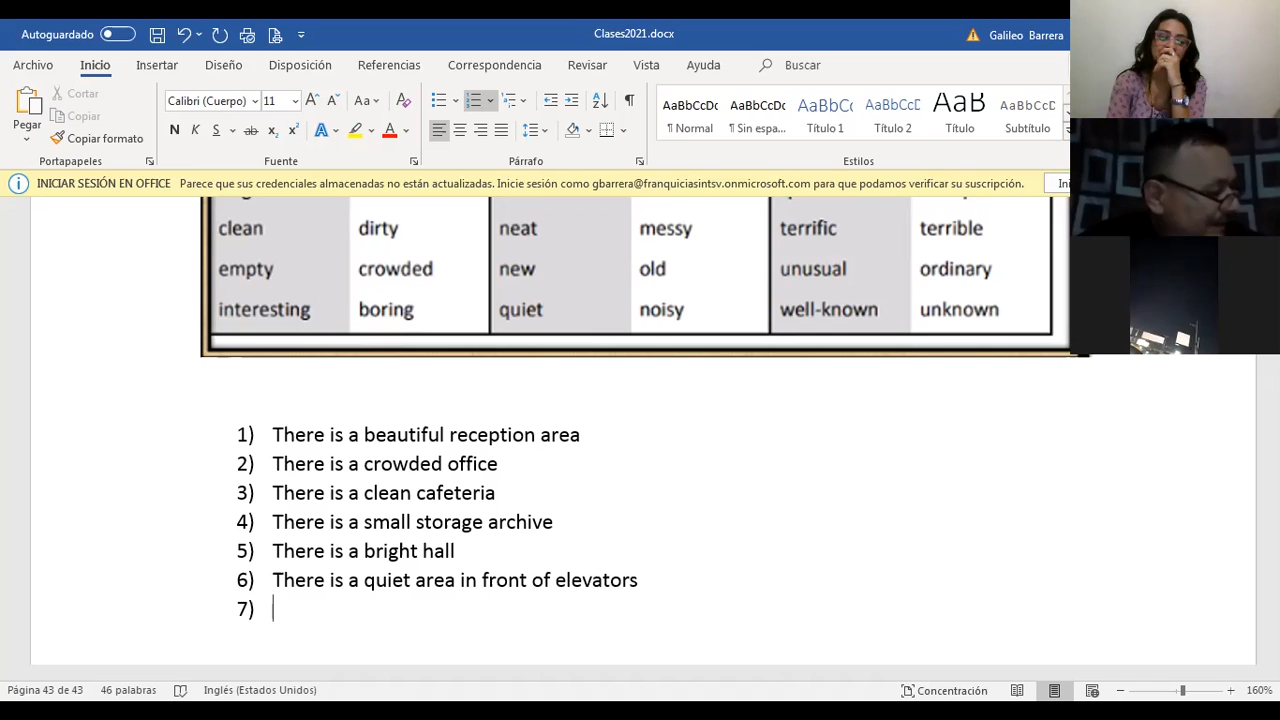 Autoguardado
Clases2021.docx
Galileo Barrera
Archivo Inicio Insertar Diseño Disposición Referencias Correspondencia Revisar Vista Ayuda Buscar
Pegar
Cortar
Copiar
Copiar formato
Portapapeles
Calibri (Cuerpo) 11
Aa
N K S ab x₂ x² A A
Fuente
Párrafo
AaBbCcDc AaBbCcDc AaBbC AaBbCcD AaB AaBbCcD
¶ Normal ¶ Sin espa... Título 1 Título 2 Título Subtítulo
Estilos
INICIAR SESIÓN EN OFFICE Parece que sus credenciales almacenadas no están actualizadas. Inicie sesión como gbarrera@franquiciasintsv.onmicrosoft.com para que podamos verificar su suscripción.
clean dirty neat messy terrific terrible
empty crowded new old unusual ordinary
interesting boring quiet noisy well-known unknown
1) There is a beautiful reception area
2) There is a crowded office
3) There is a clean cafeteria
4) There is a small storage archive
5) There is a bright hall
6) There is a quiet area in front of elevators
7)
Página 43 de 43 46 palabras Inglés (Estados Unidos) Concentración 160%